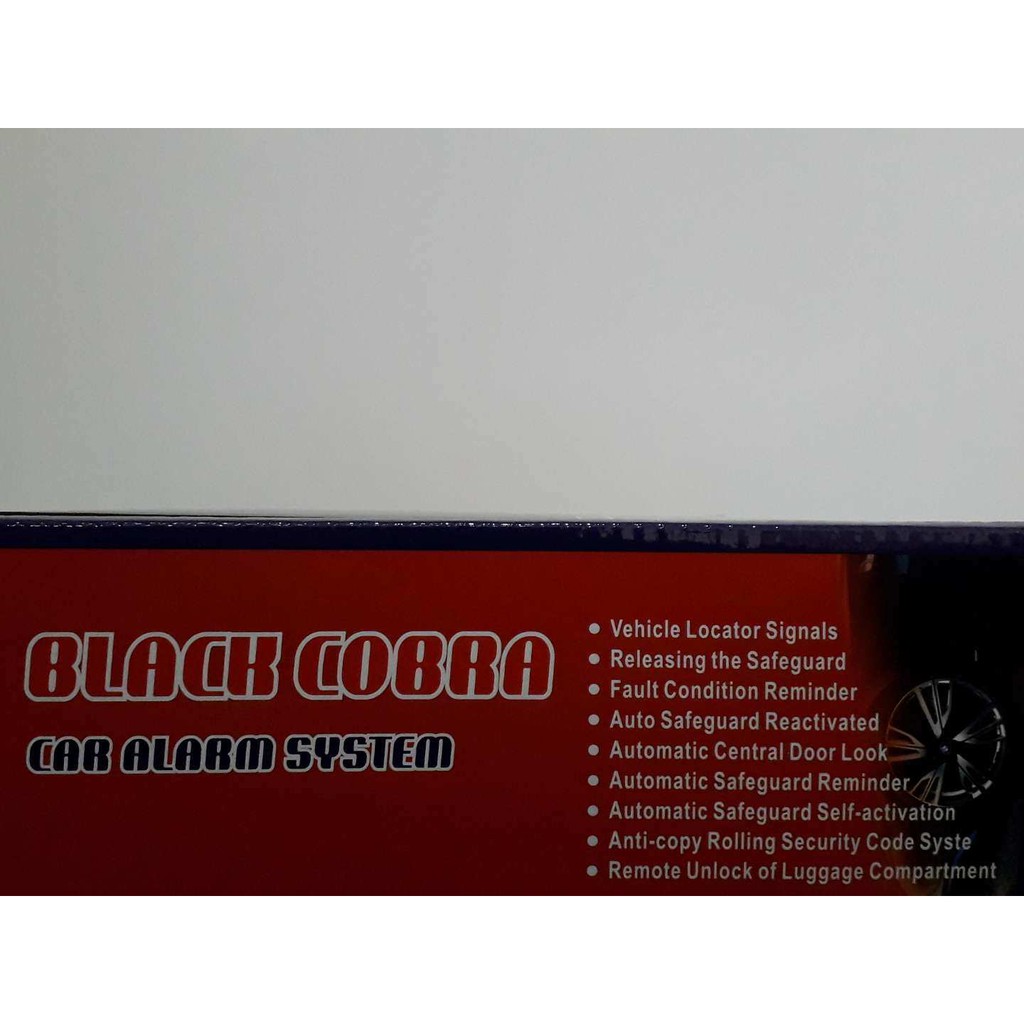 BLACK COBRA
CAR ALARM SYSTEM
• Vehicle Locator Signals
• Releasing the Safeguard
• Fault Condition Reminder
• Auto Safeguard Reactivated
• Automatic Central Door Look
• Automatic Safeguard Reminder
• Automatic Safeguard Self-activation
• Anti-copy Rolling Security Code Syste
• Remote Unlock of Luggage Compartment